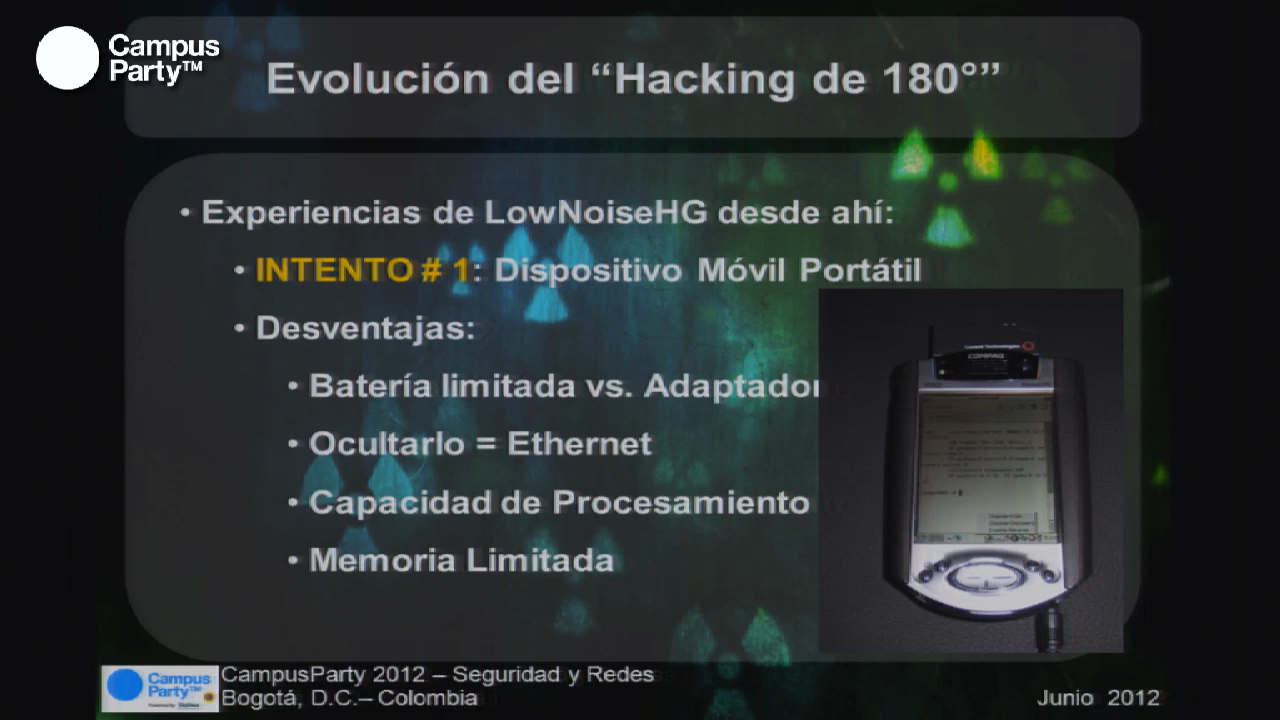 Campus
Party™
Evolución del “Hacking de 180°”
• Experiencias de LowNoiseHG desde ahí:
• INTENTO # 1: Dispositivo Móvil Portátil
• Desventajas:
• Batería limitada vs. Adaptador
• Ocultarlo = Ethernet
• Capacidad de Procesamiento
• Memoria Limitada
COMPAQ
Campus
Party™
CampusParty 2012 – Seguridad y Redes
Bogotá, D.C.– Colombia
Junio 2012